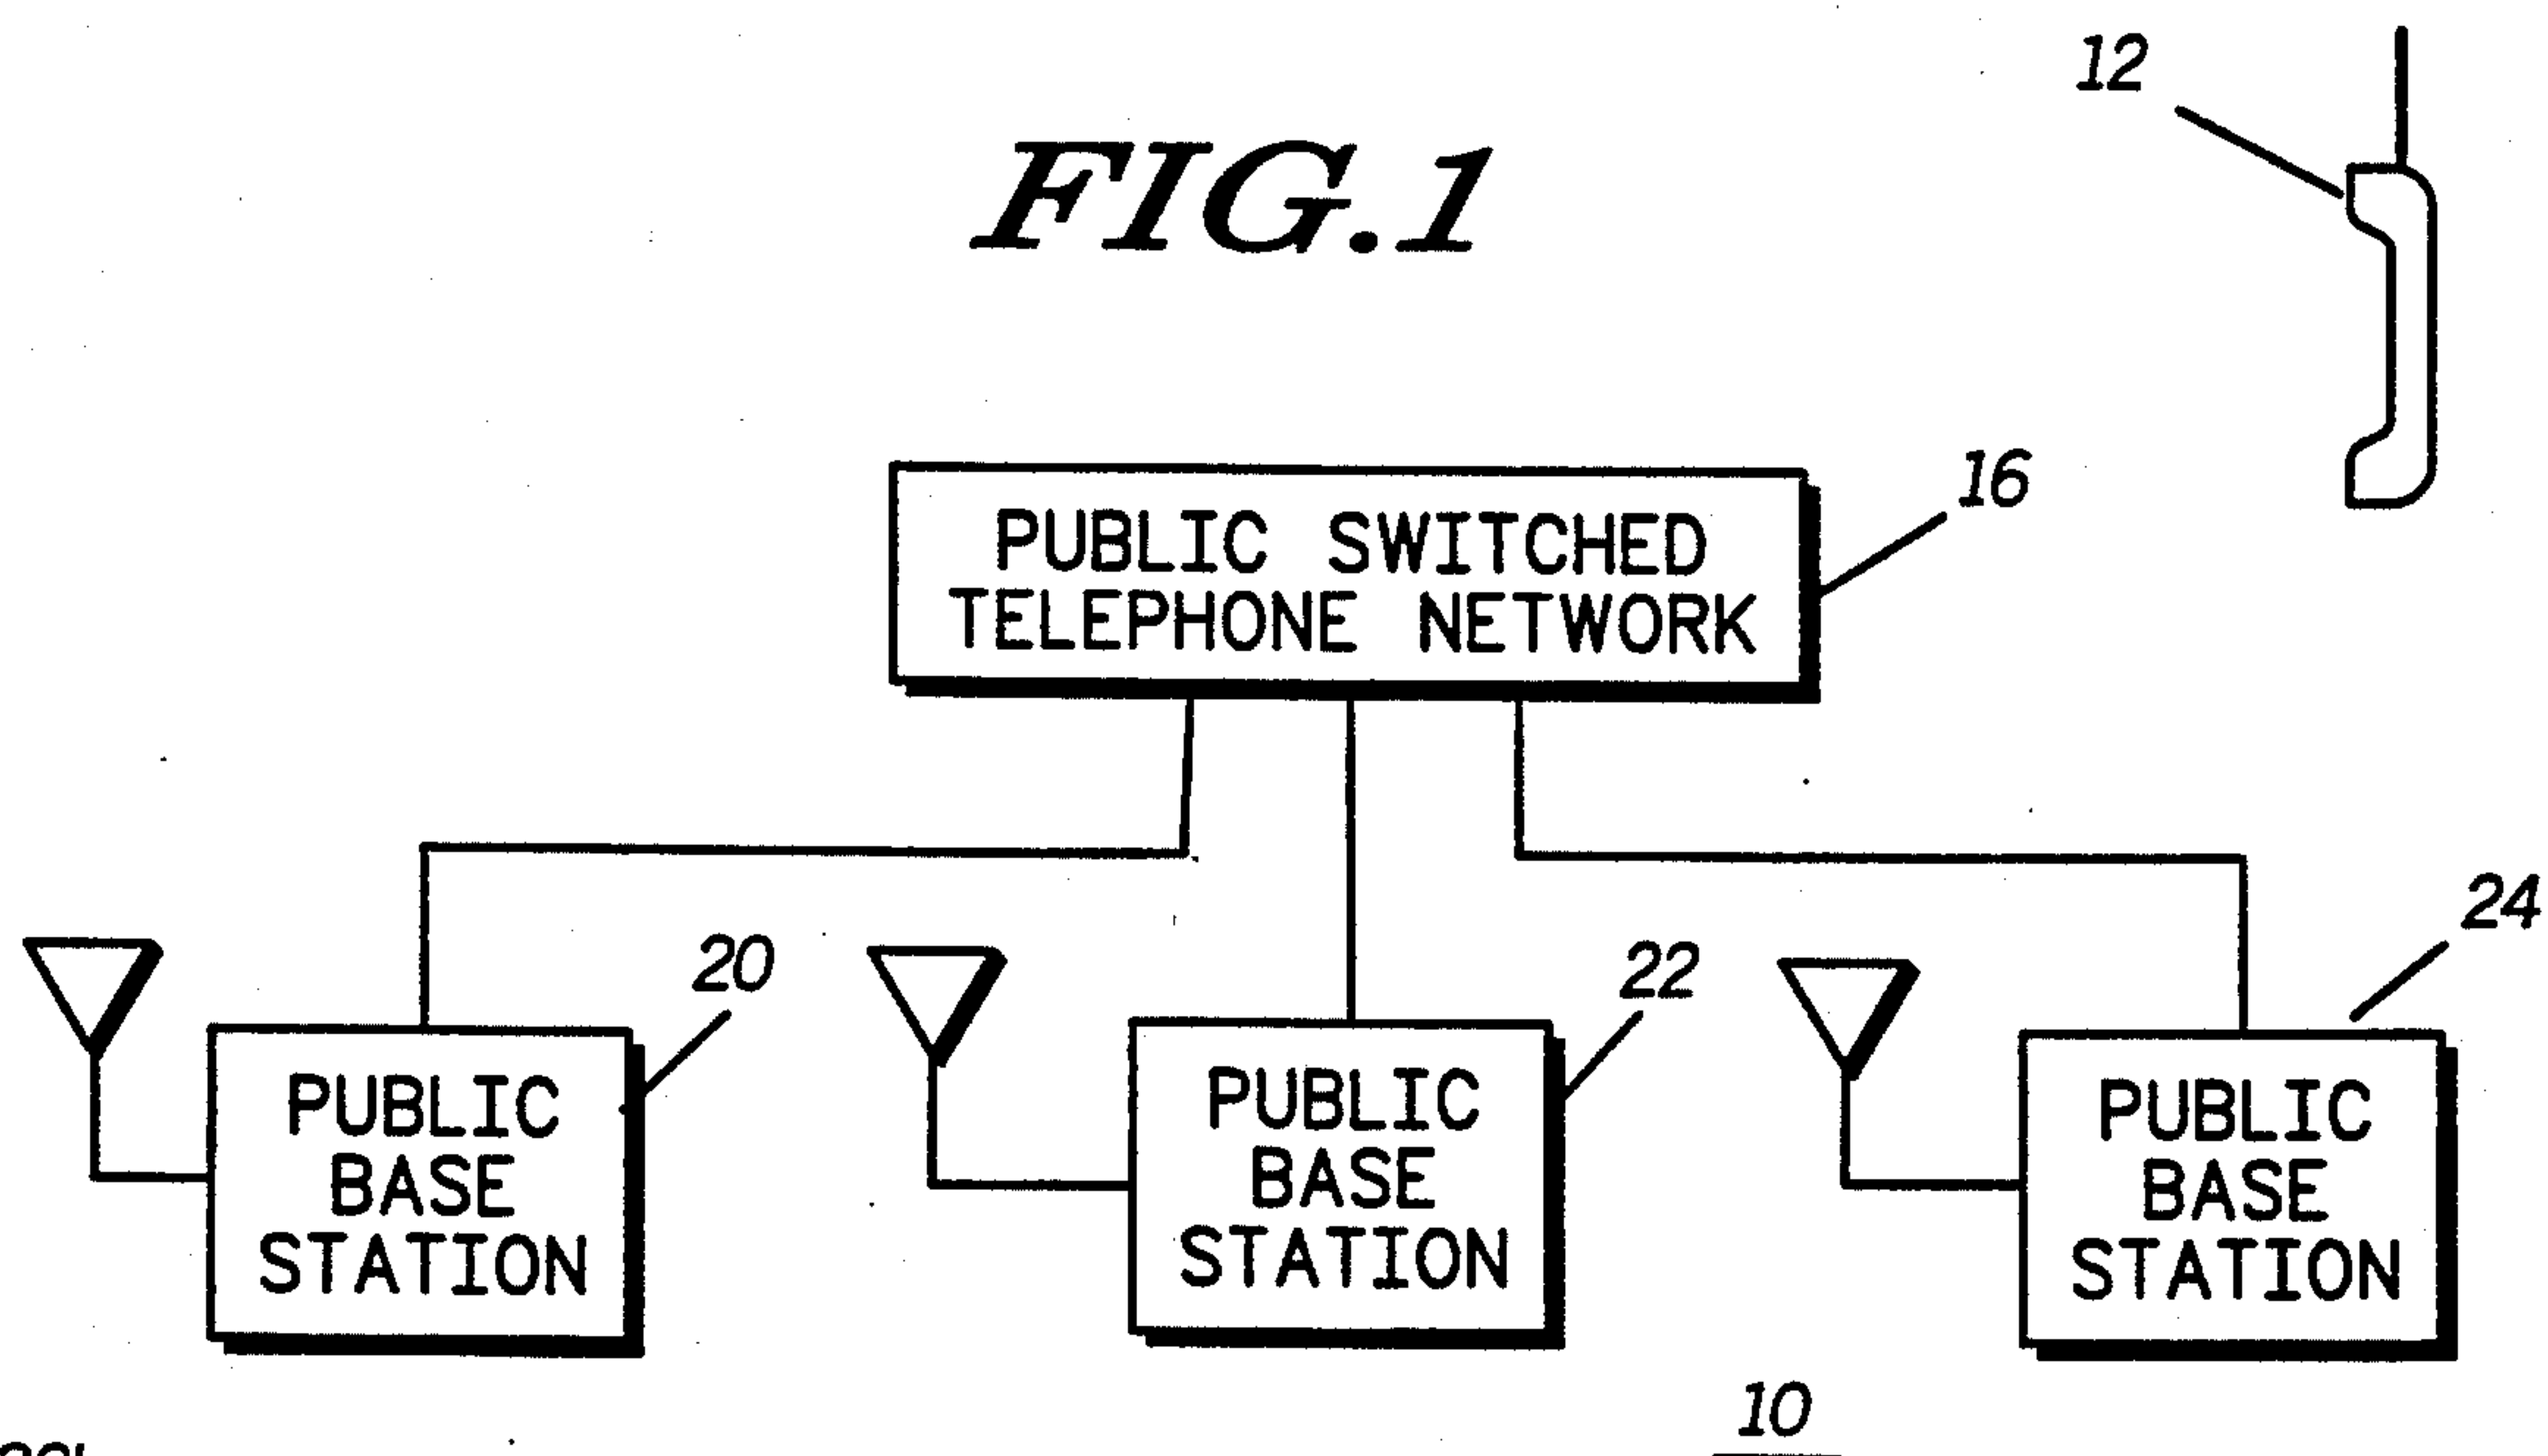 12
FIG.1
16
PUBLIC SWITCHED
TELEPHONE NETWORK
24
20
22
PUBLIC
BASE
STATION
PUBLIC
BASE
STATION
PUBLIC
BASE
STATION
10